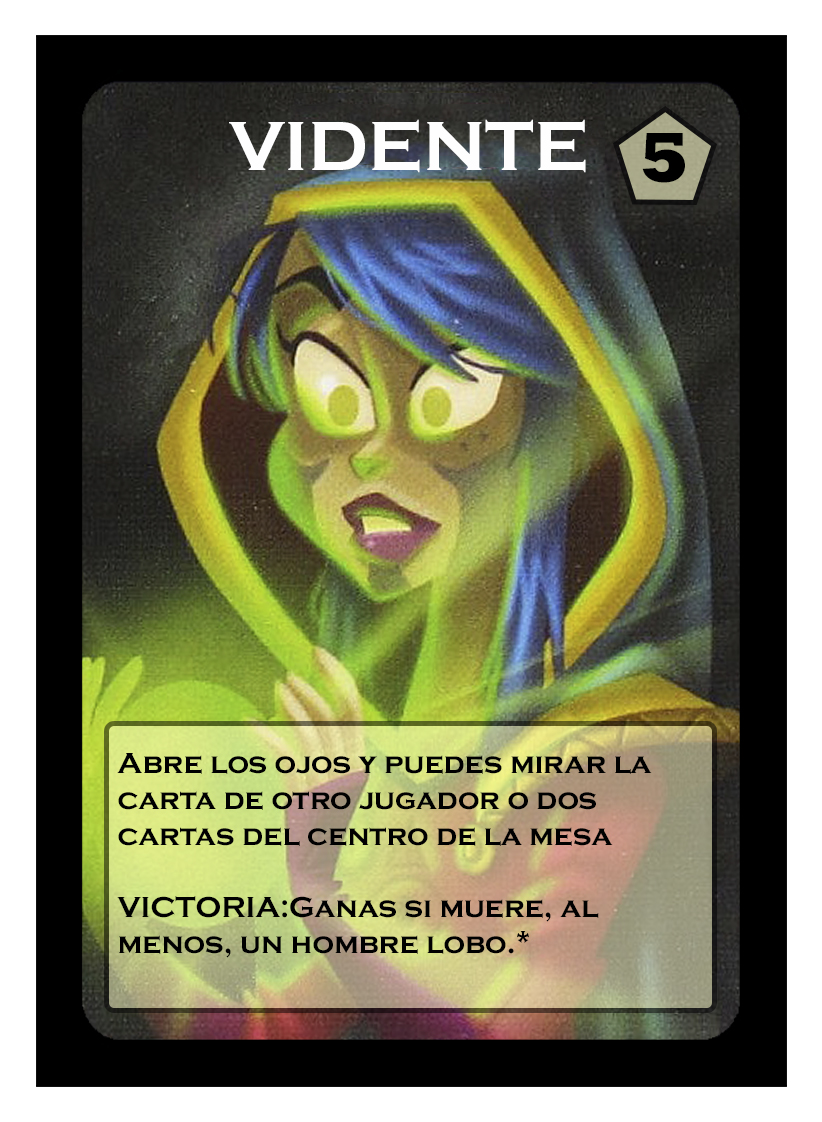 VIDENTE
5
ABRE LOS OJOS Y PUEDES MIRAR LA
CARTA DE OTRO JUGADOR O DOS
CARTAS DEL CENTRO DE LA MESA
VICTORIA:GANAS SI MUERE, AL
MENOS, UN HOMBRE LOBO.*